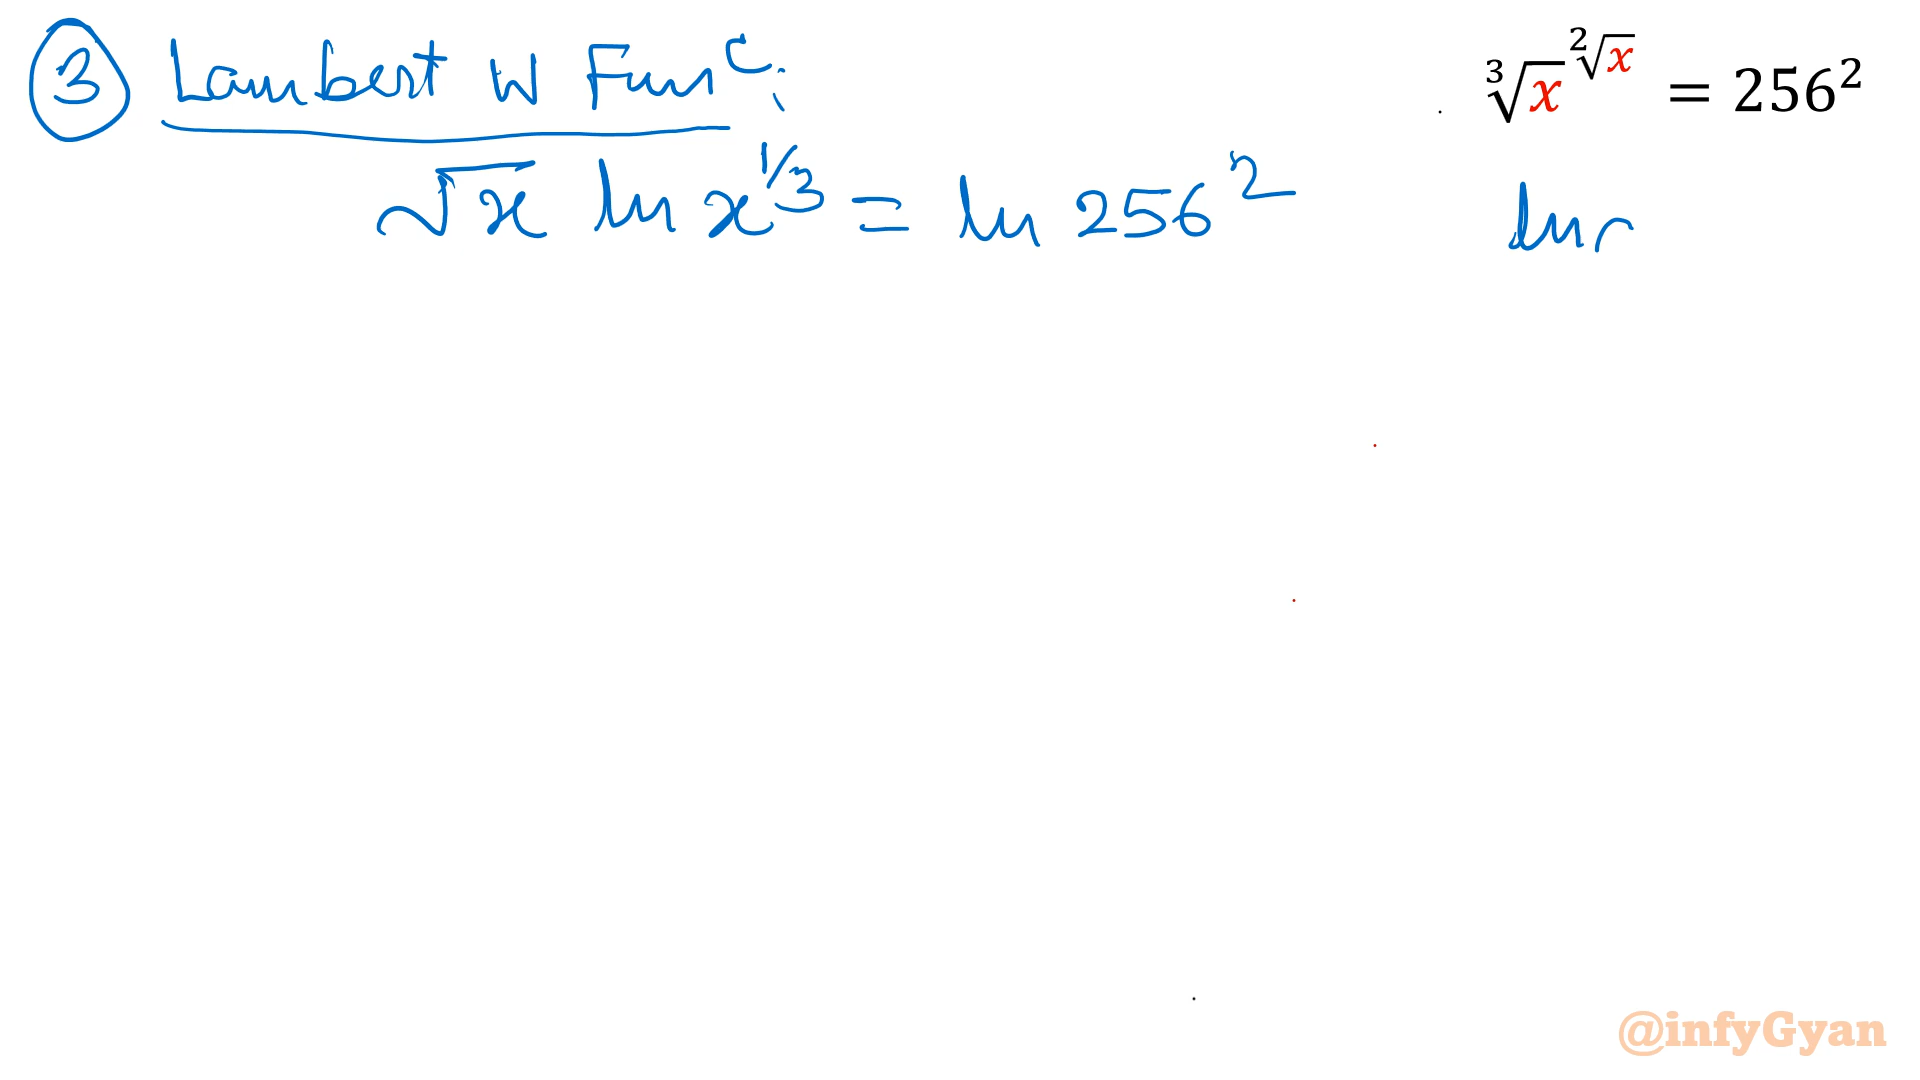 ③ Lambert W Func:
∛x^²√x = 256²
√x ln x^1/3 = ln 256²
ln
@infyGyan